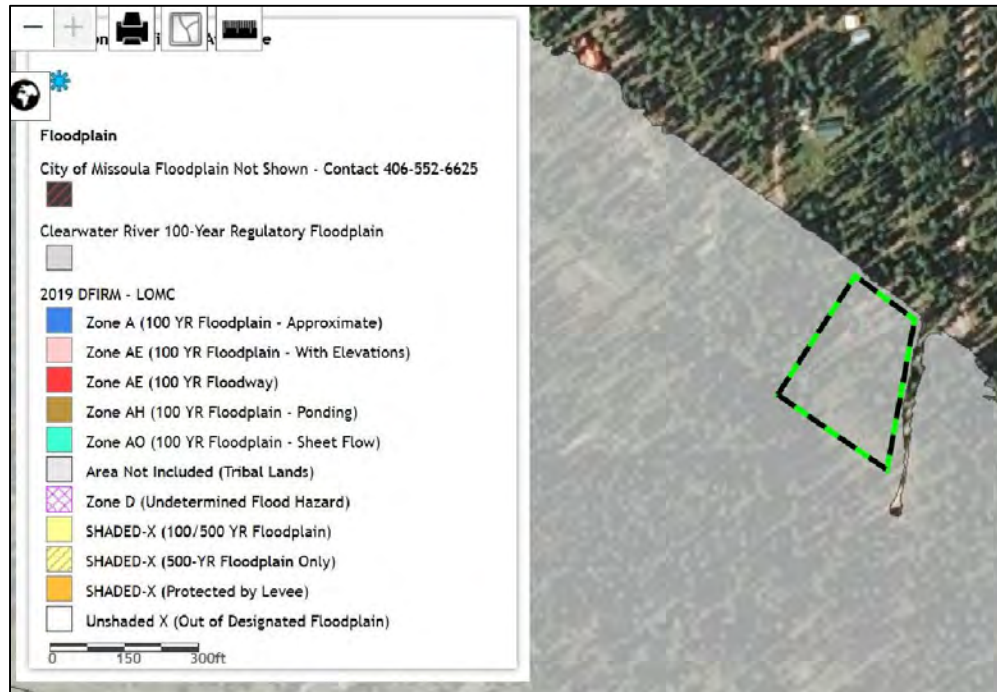 Floodplain
City of Missoula Floodplain Not Shown - Contact 406-552-6625
Clearwater River 100-Year Regulatory Floodplain
2019 DFIRM - LOMC
Zone A (100 YR Floodplain - Approximate)
Zone AE (100 YR Floodplain - With Elevations)
Zone AE (100 YR Floodway)
Zone AH (100 YR Floodplain - Ponding)
Zone AO (100 YR Floodplain - Sheet Flow)
Area Not Included (Tribal Lands)
Zone D (Undetermined Flood Hazard)
SHADED-X (100/500 YR Floodplain)
SHADED-X (500-YR Floodplain Only)
SHADED-X (Protected by Levee)
Unshaded X (Out of Designated Floodplain)
0 150 300ft